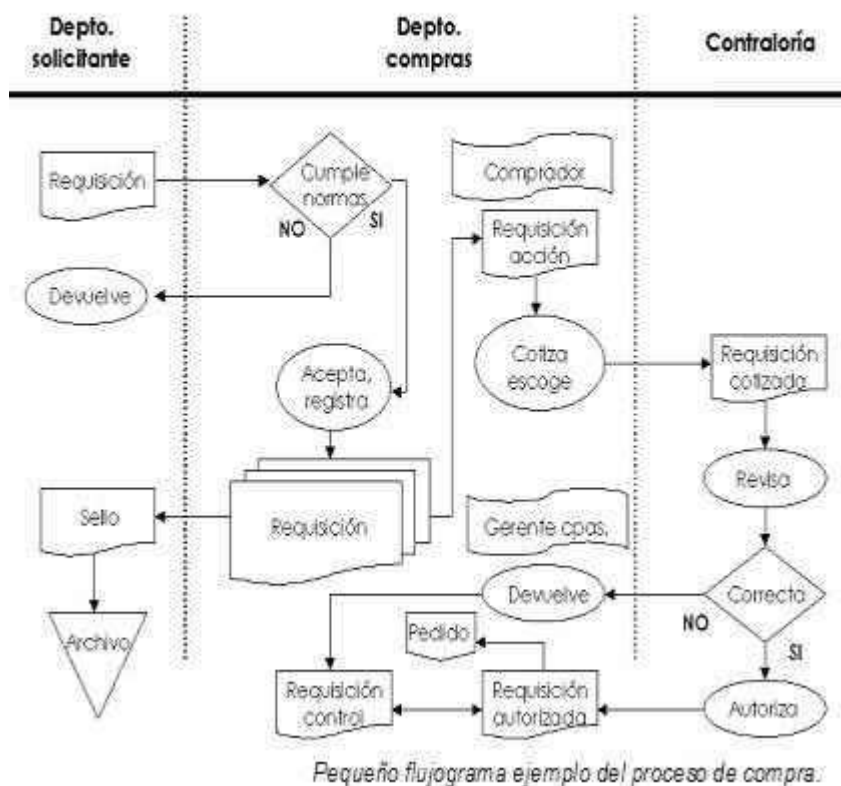 Depto.
solicitante
Depto.
compras
Contraloría
Requisición
Cumple
normas
NO
SI
Comprador
Requisición
acción
Devuelve
Cotiza
escoge
Requisición
cotizada
Acepta,
registra
Revisa
Sello
Requisición
Gerente cpas.
Correcta
NO
SI
Devuelve
Pedido
Archivo
Requisición
control
Requisición
autorizada
Autoriza
Pequeño flujograma ejemplo del proceso de compra.